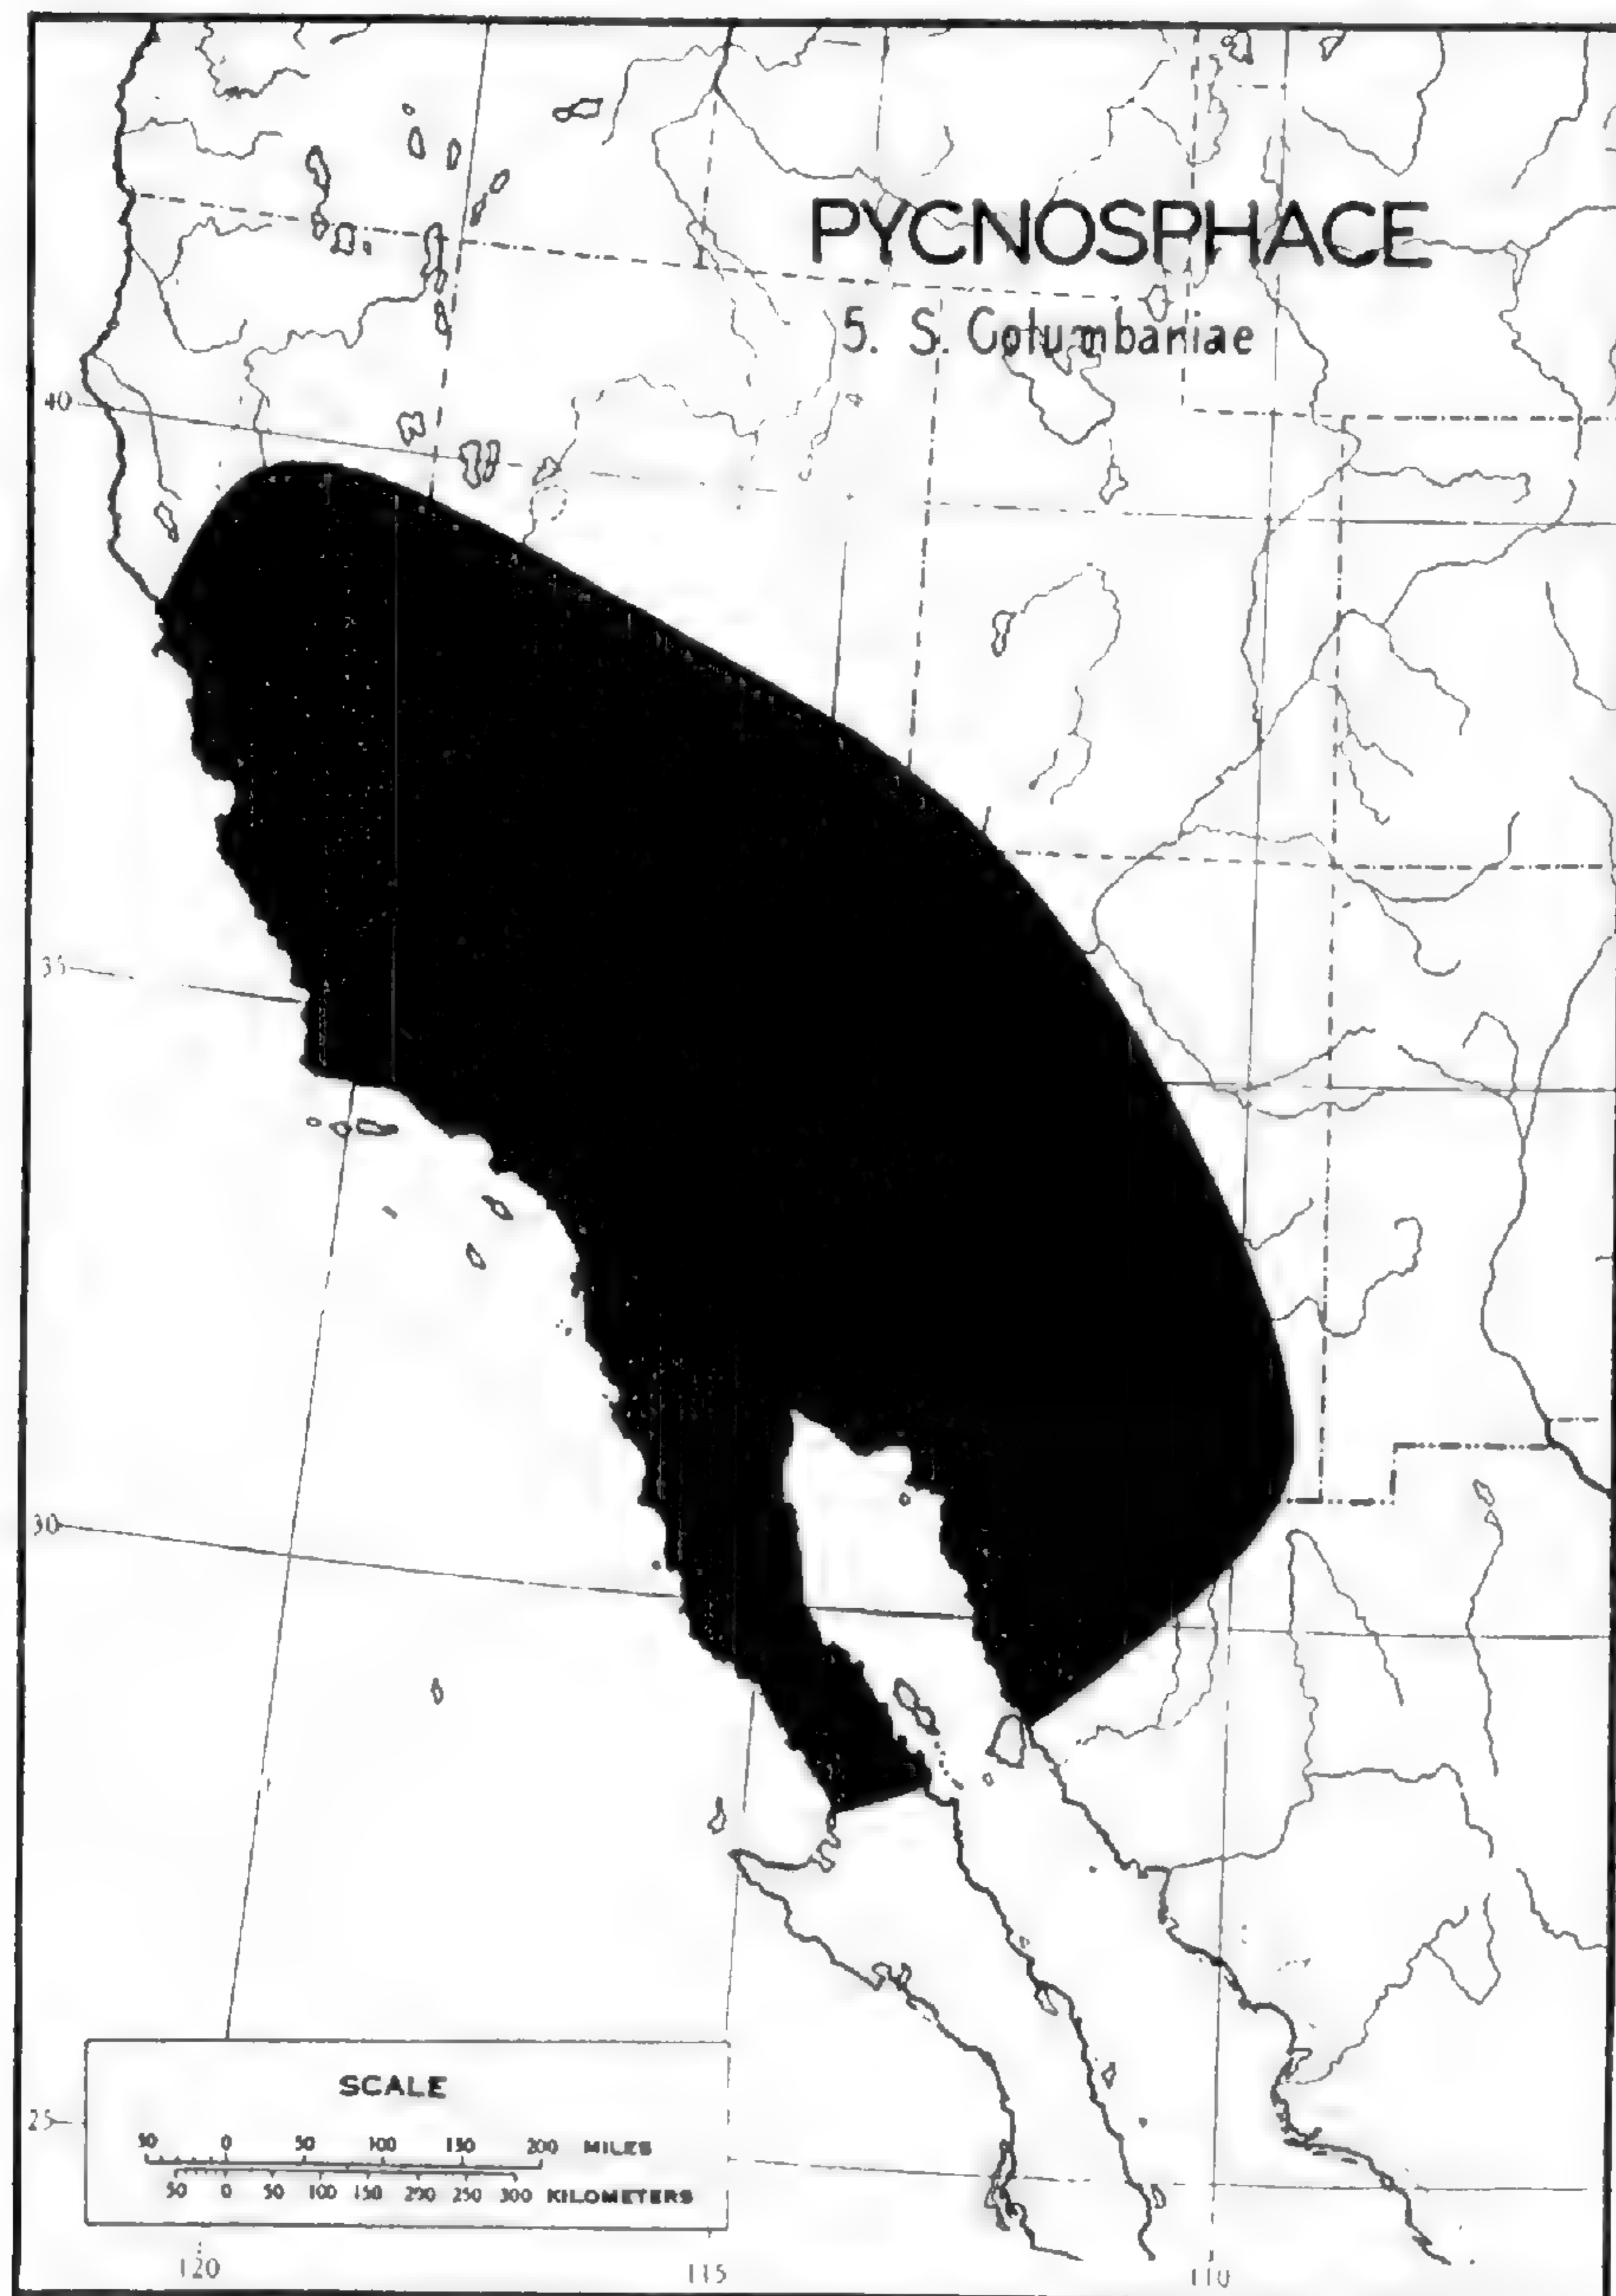 PYCNOSPHACE
5. S. Columbariae
40
35
30
25
SCALE
50 0 50 100 150 200 MILES
50 0 50 100 150 200 250 300 KILOMETERS
120 115 110